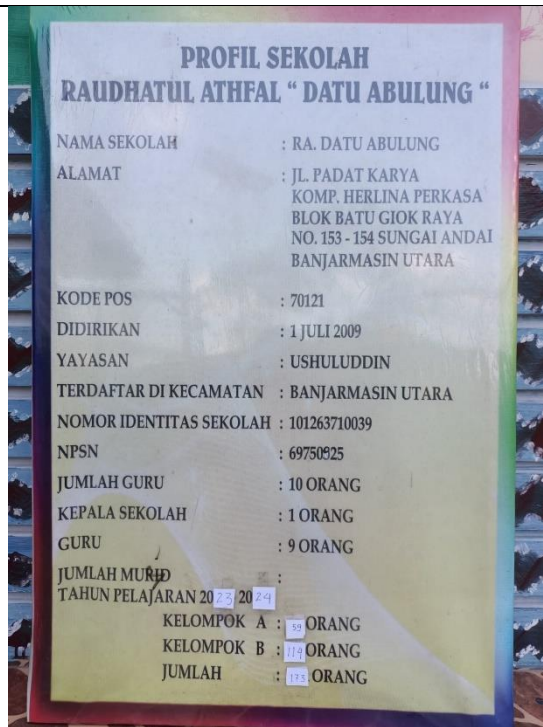 PROFIL SEKOLAH
RAUDHATUL ATHFAL “ DATU ABULUNG “
NAMA SEKOLAH : RA. DATU ABULUNG
ALAMAT : JL. PADAT KARYA
KOMP. HERLINA PERKASA
BLOK BATU GIOK RAYA
NO. 153 - 154 SUNGAI ANDAI
BANJARMASIN UTARA
KODE POS : 70121
DIDIRIKAN : 1 JULI 2009
YAYASAN : USHULUDDIN
TERDAFTAR DI KECAMATAN : BANJARMASIN UTARA
NOMOR IDENTITAS SEKOLAH : 101263710039
NPSN :
JUMLAH GURU : 10 ORANG
KEPALA SEKOLAH : 1 ORANG
GURU : 9 ORANG
JUMLAH MURID :
TAHUN PELAJARAN 2023 2024
KELOMPOK A : 59 ORANG
KELOMPOK B : ORANG
JUMLAH : 173 ORANG